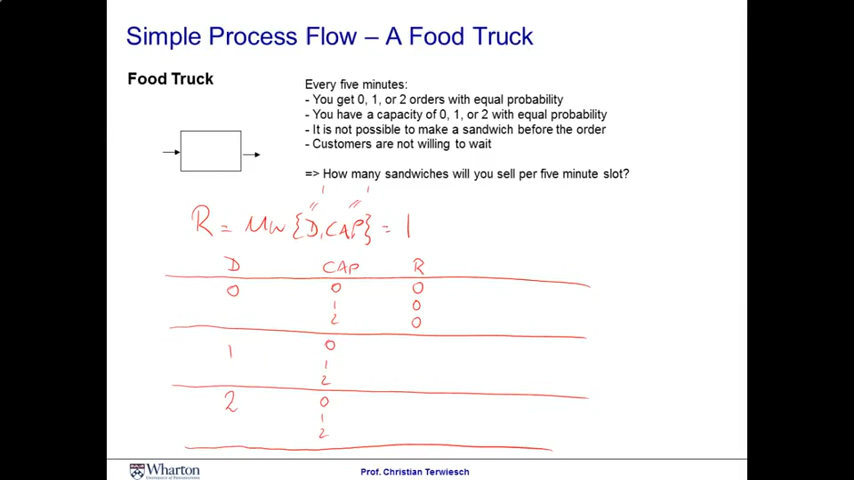 Simple Process Flow – A Food Truck
Food Truck
Every five minutes:
- You get 0, 1, or 2 orders with equal probability
- You have a capacity of 0, 1, or 2 with equal probability
- It is not possible to make a sandwich before the order
- Customers are not willing to wait
=> How many sandwiches will you sell per five minute slot?
1 1
R = MIN {D, CAP} = 1
D CAP R
0 0 0
1 0
2 0
1 0
1
2
2 0
1
2
Wharton
Prof. Christian Terwiesch